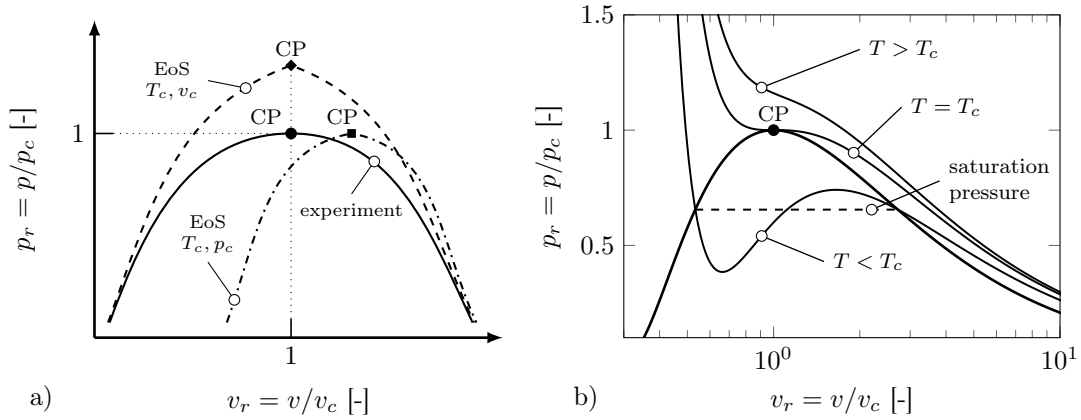 CP
EoS
T_c, v_c
CP
CP
1
experiment
EoS
T_c, p_c
p_r = p/p_c [-]
1
a)
v_r = v/v_c [-]
1.5
1
0.5
p_r = p/p_c [-]
T > T_c
CP
T = T_c
saturation
pressure
T < T_c
10^0
10^1
b)
v_r = v/v_c [-]